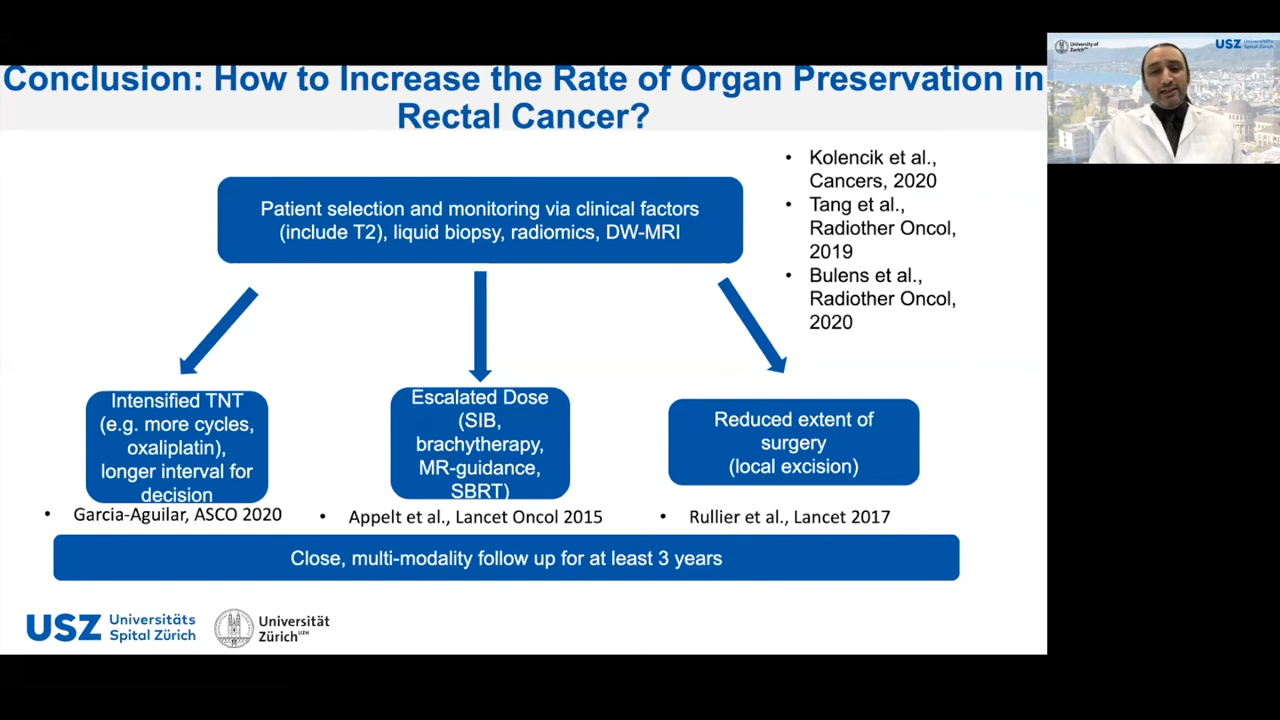 Conclusion: How to Increase the Rate of Organ Preservation in
Rectal Cancer?
University of
Zurich
USZ
Patient selection and monitoring via clinical factors
(include T2), liquid biopsy, radiomics, DW-MRI
• Kolencik et al.,
Cancers, 2020
• Tang et al.,
Radiother Oncol,
2019
• Bulens et al.,
Radiother Oncol,
2020
Intensified TNT
(e.g. more cycles,
oxaliplatin),
longer interval for
decision
Escalated Dose
(SIB,
brachytherapy,
MR-guidance,
SBRT)
Reduced extent of
surgery
(local excision)
• Garcia-Aguilar, ASCO 2020
• Appelt et al., Lancet Oncol 2015
• Rullier et al., Lancet 2017
Close, multi-modality follow up for at least 3 years
USZ Universitäts
Spital Zürich
Universität
Zürich UZH